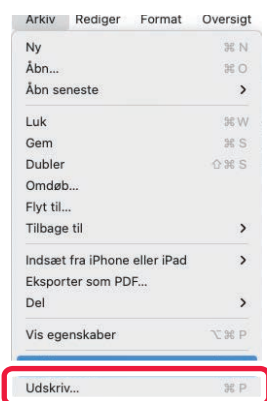 Arkiv Rediger Format Oversigt
Ny ⌘ N
Åbn... ⌘ O
Åbn seneste >
Luk ⌘ W
Gem ⌘ S
Dubler ⇧ ⌘ S
Omdøb...
Flyt til...
Tilbage til >
Indsæt fra iPhone eller iPad >
Eksporter som PDF...
Del >
Vis egenskaber ⌥ ⌘ P
Udskriv... ⌘ P